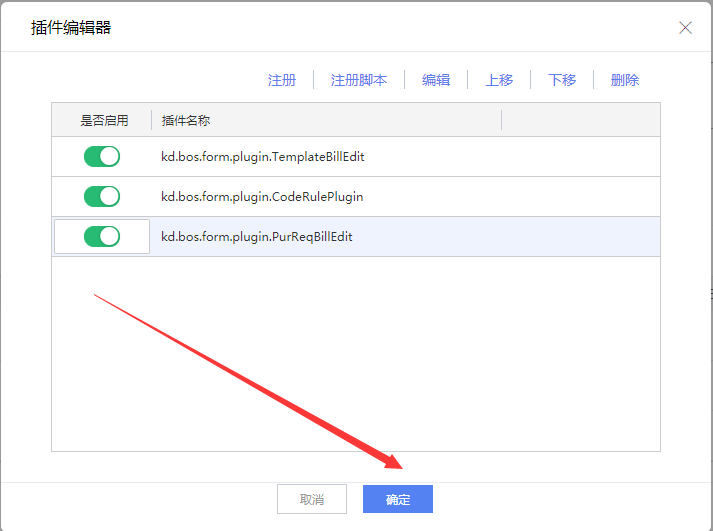 插件编辑器
注册 注册脚本 编辑 上移 下移 删除
是否启用 插件名称
kd.bos.form.plugin.TemplateBillEdit
kd.bos.form.plugin.CodeRulePlugin
kd.bos.form.plugin.PurReqBillEdit
取消 确定